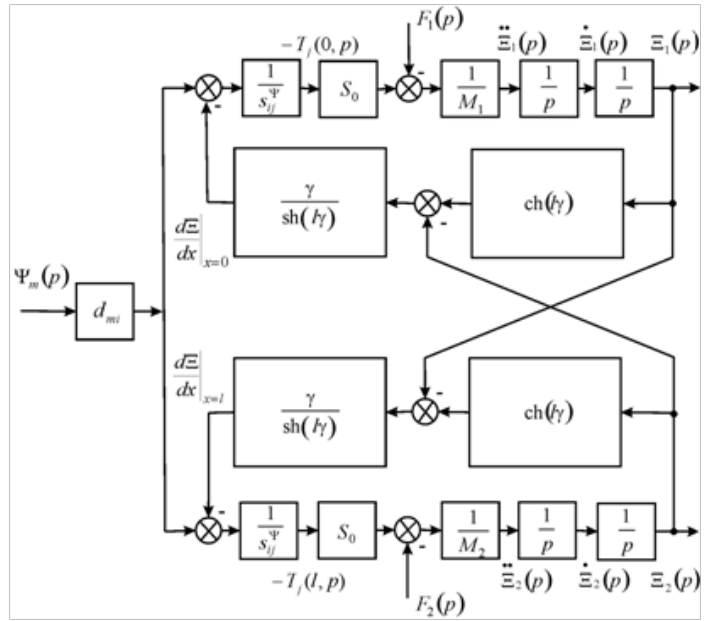 F₁(p)
−T_j(0, p) Ξ̈₁(p) Ξ̇₁(p) Ξ₁(p)
1/s_ij^Ψ S₀ 1/M₁ 1/p 1/p
- -
γ/sh(lγ) ch(lγ)
-
dΞ/dx|x=0
Ψ_m(p)
d_mi
dΞ/dx|x=l
γ/sh(lγ) ch(lγ)
-
- -
1/s_ij^Ψ S₀ 1/M₂ 1/p 1/p
−T_j(l, p) Ξ̈₂(p) Ξ̇₂(p) Ξ₂(p)
F₂(p)